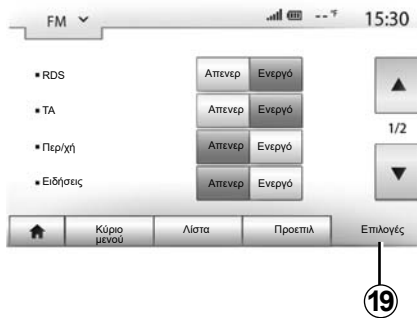 FM -- °F 15:30
RDS Απενερ Ενεργό
TA Απενερ Ενεργό
1/2
Περ/χή Απενερ Ενεργό
Ειδήσεις Απενερ Ενεργό
Κύριο μενού Λίστα Προεπιλ Επιλογές
19